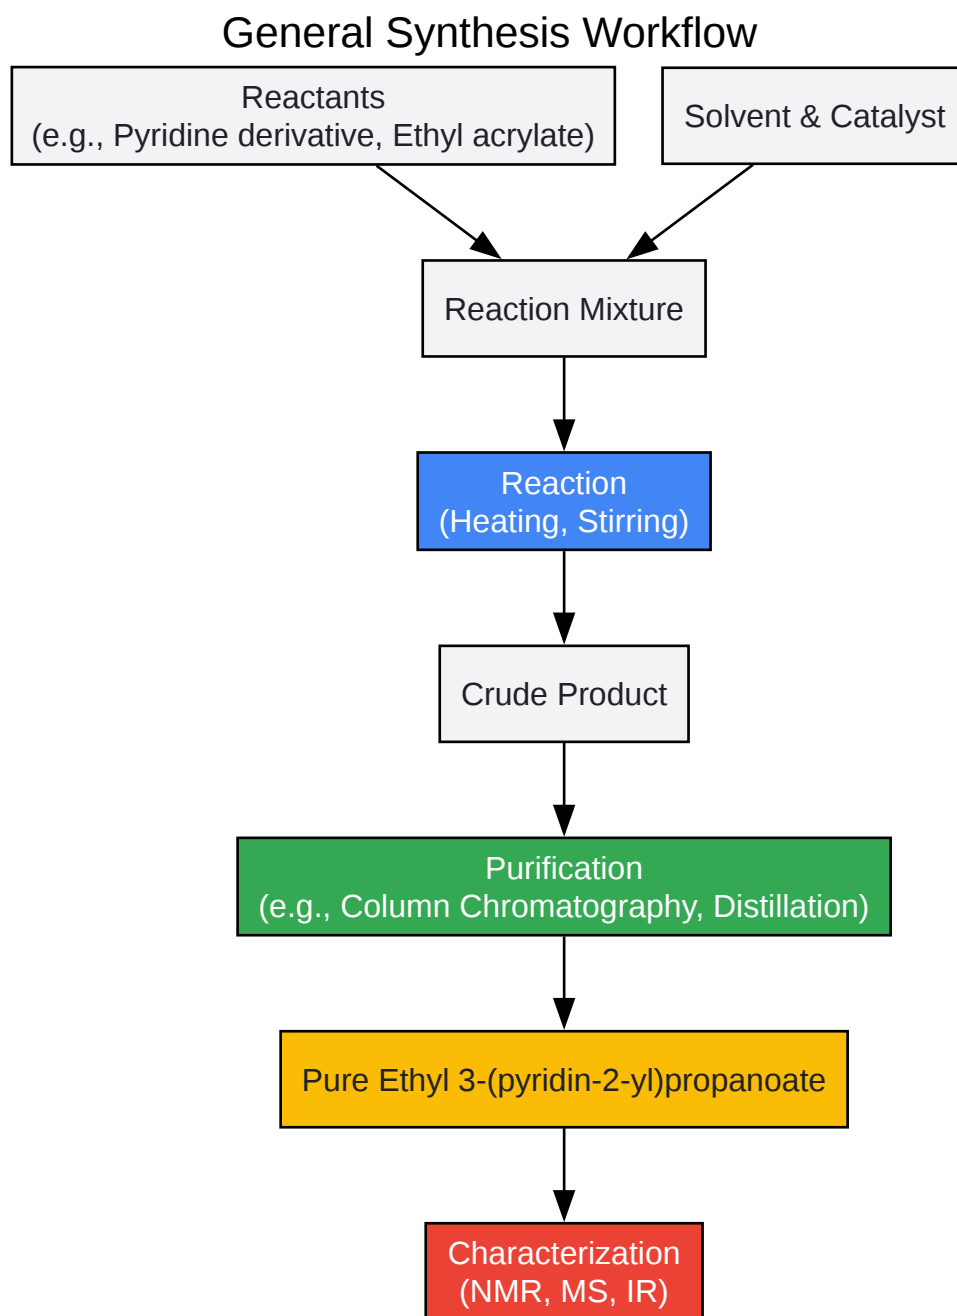 General Synthesis Workflow
Reactants
(e.g., Pyridine derivative, Ethyl acrylate)
Solvent & Catalyst
Reaction Mixture
Reaction
(Heating, Stirring)
Crude Product
Purification
(e.g., Column Chromatography, Distillation)
Pure Ethyl 3-(pyridin-2-yl)propanoate
Characterization
(NMR, MS, IR)